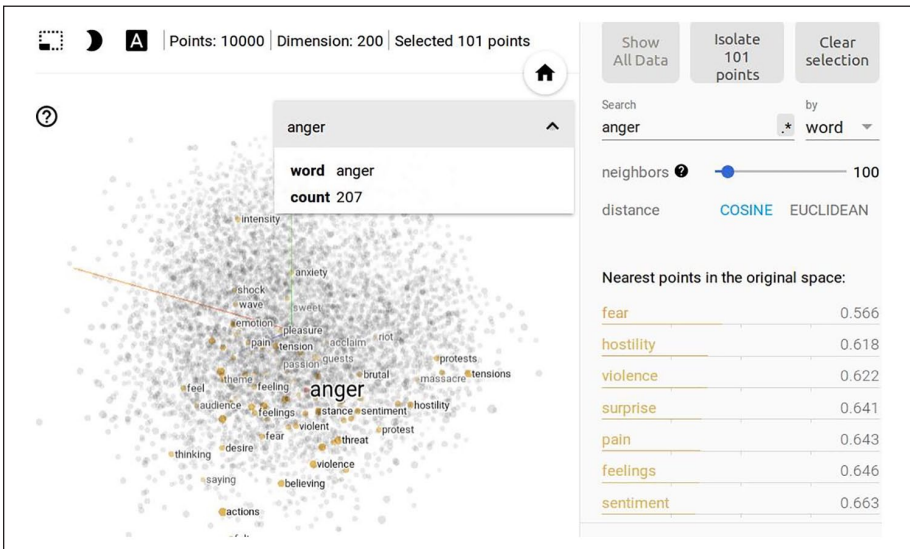 A Points: 10000 | Dimension: 200 | Selected 101 points
anger
word anger
count 207
intensity
anxiety
shock
wave
sweet
emotion
pleasure
pain
tension
acclaim
riot
passion
guests
protests
theme
feeling
brutal
massacre
tensions
feel
anger
audience
feelings
stance
sentiment
hostility
violent
fear
threat
protest
desire
thinking
violence
saying
believing
actions
Show
All Data
Isolate
101
points
Clear
selection
Search
by
anger .* word
neighbors ? 100
distance COSINE EUCLIDEAN
Nearest points in the original space:
fear 0.566
hostility 0.618
violence 0.622
surprise 0.641
pain 0.643
feelings 0.646
sentiment 0.663